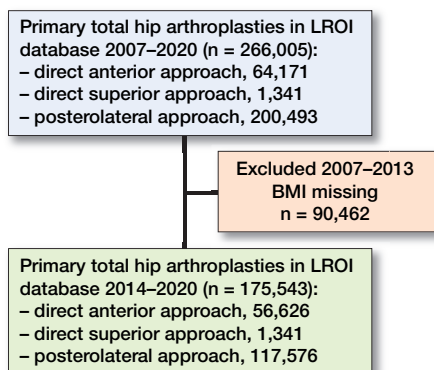 Primary total hip arthroplasties in LROI
database 2007–2020 (n = 266,005):
– direct anterior approach, 64,171
– direct superior approach, 1,341
– posterolateral approach, 200,493
Excluded 2007–2013
BMI missing
n = 90,462
Primary total hip arthroplasties in LROI
database 2014–2020 (n = 175,543):
– direct anterior approach, 56,626
– direct superior approach, 1,341
– posterolateral approach, 117,576